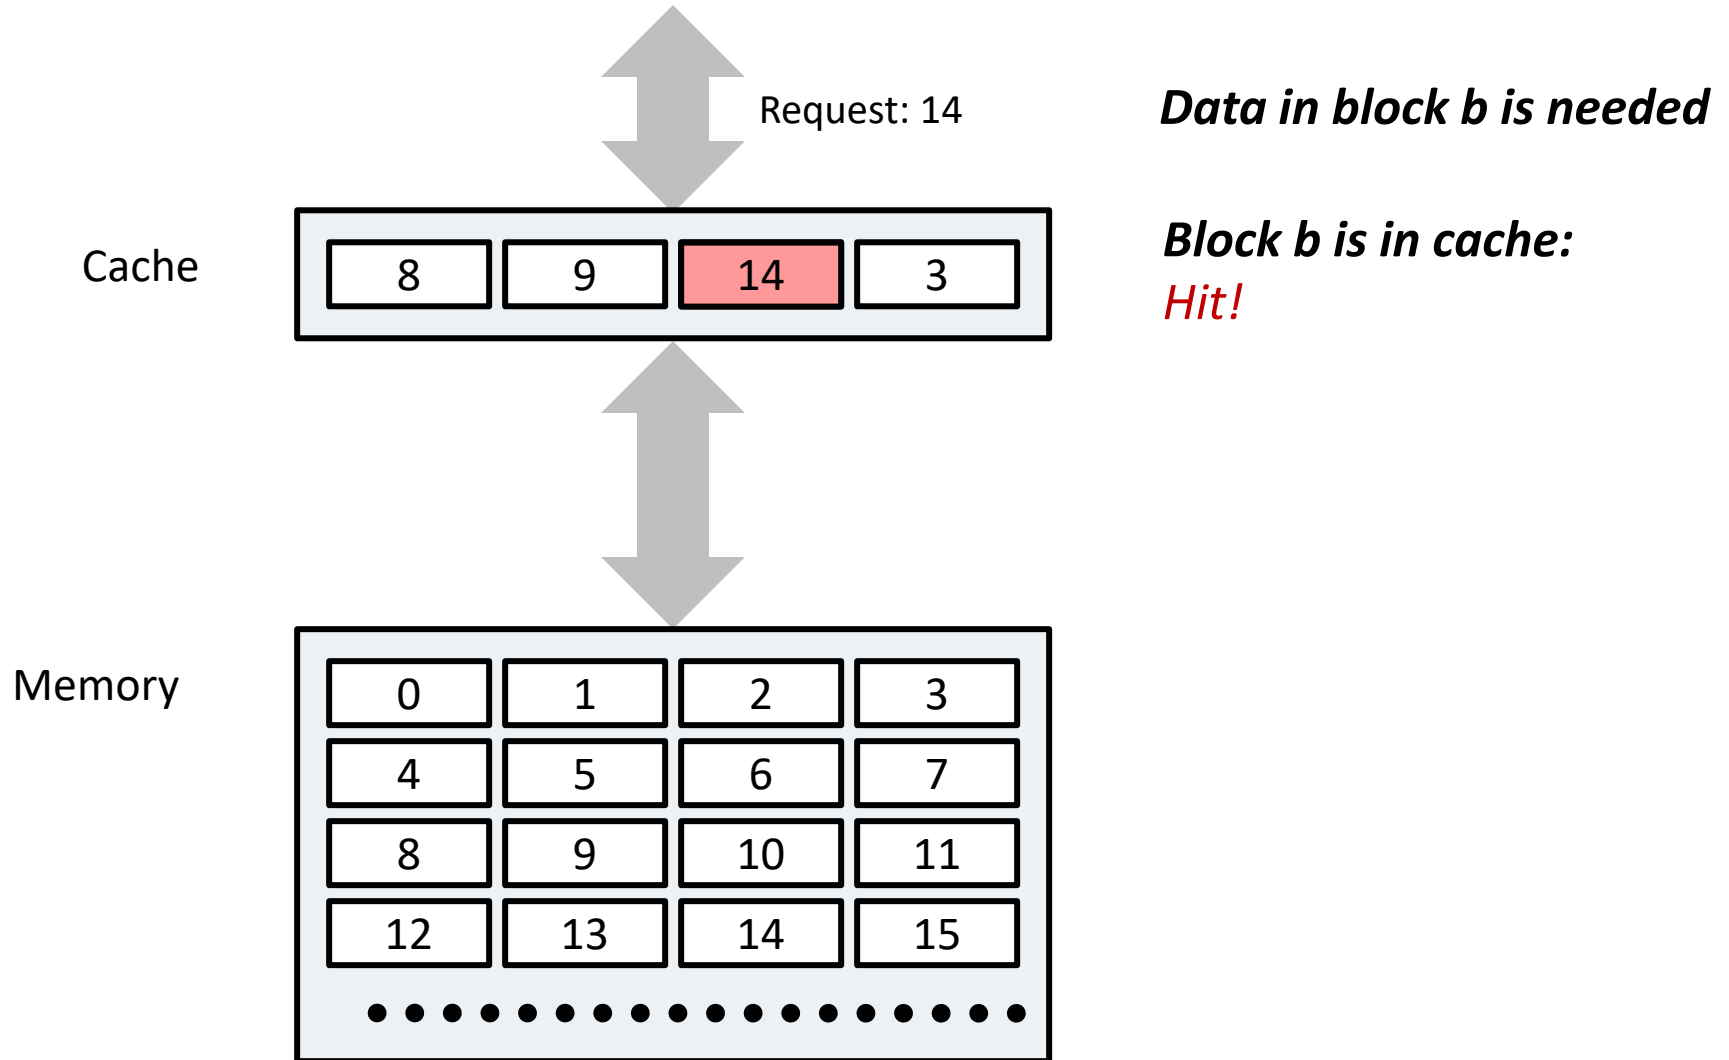 Request: 14
Data in block b is needed
Cache
8 9 14 3
Block b is in cache:
Hit!
Memory
0 1 2 3
4 5 6 7
8 9 10 11
12 13 14 15